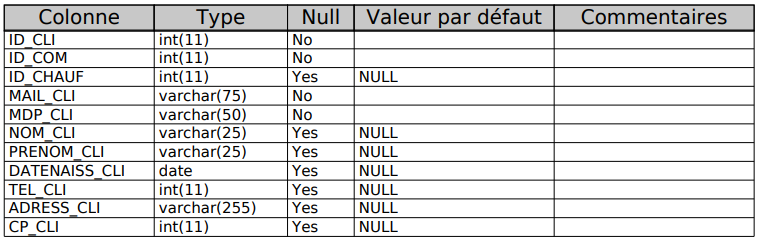 Colonne Type Null Valeur par défaut Commentaires
ID_CLI int(11) No
ID_COM int(11) No
ID_CHAUF int(11) Yes NULL
MAIL_CLI varchar(75) No
MDP_CLI varchar(50) No
NOM_CLI varchar(25) Yes NULL
PRENOM_CLI varchar(25) Yes NULL
DATENAISS_CLI date Yes NULL
TEL_CLI int(11) Yes NULL
ADRESS_CLI varchar(255) Yes NULL
CP_CLI int(11) Yes NULL